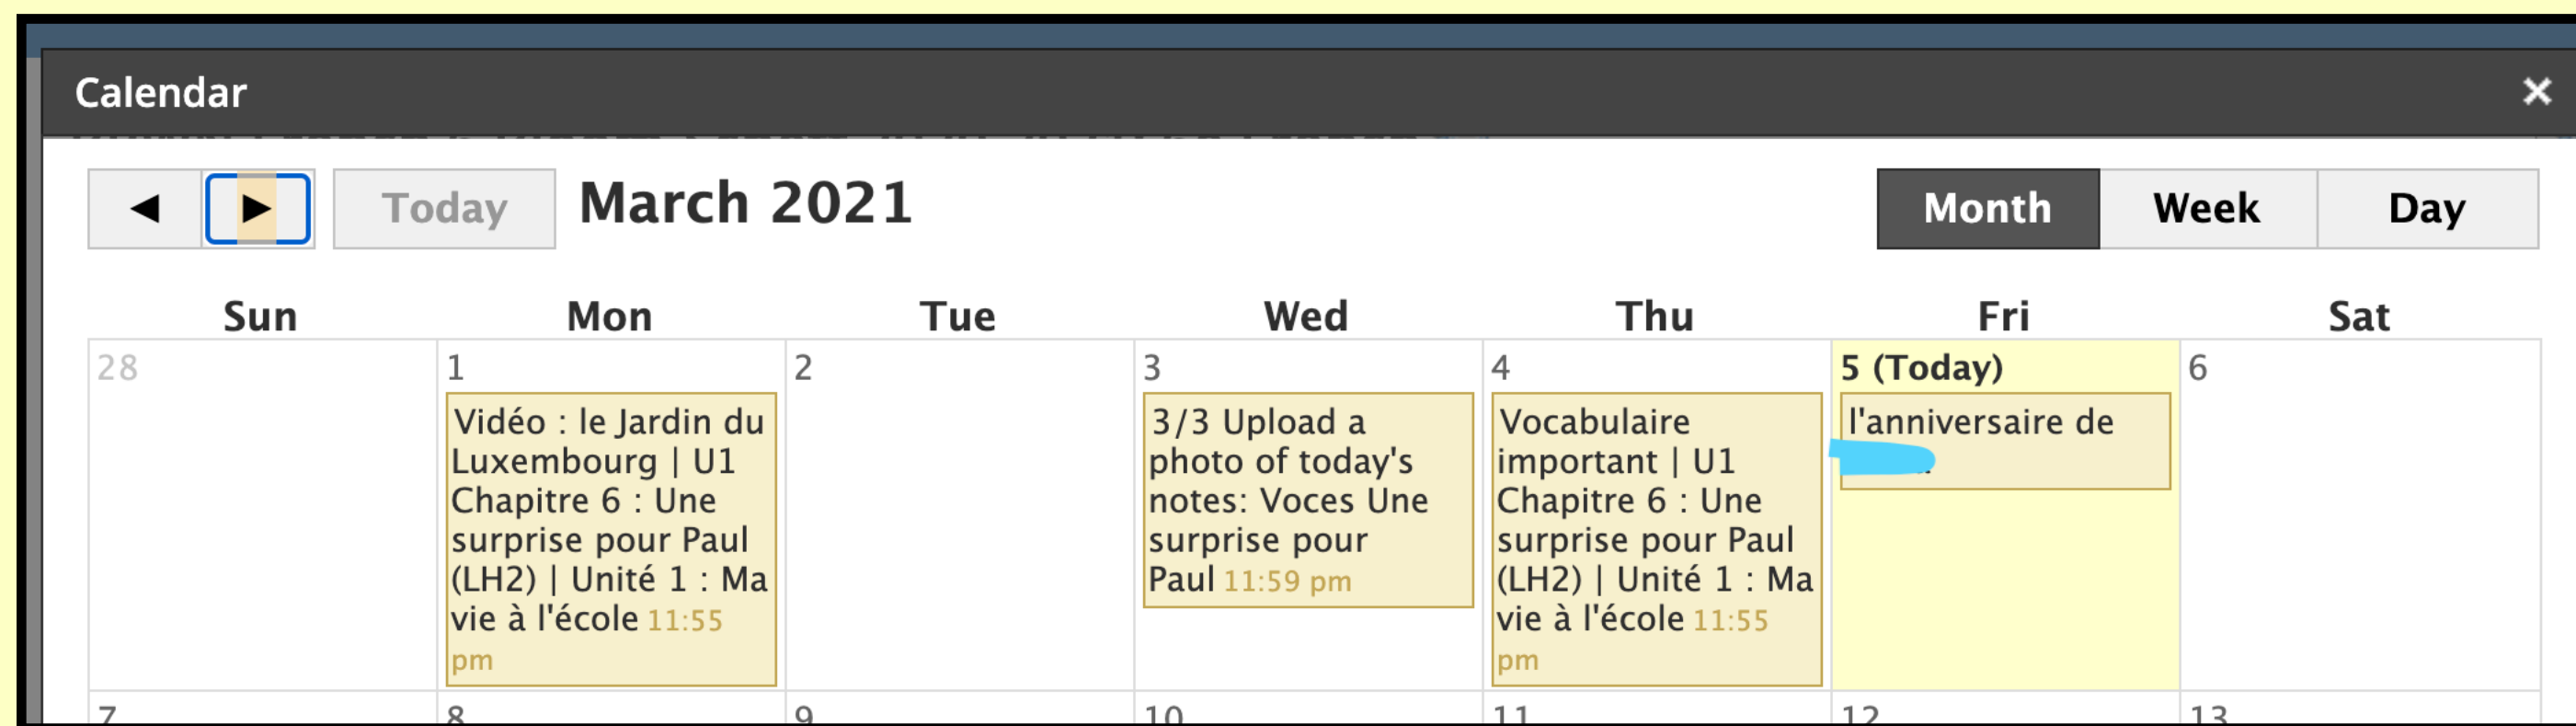 Calendar
Today
March 2021
Month Week Day
Sun Mon Tue Wed Thu Fri Sat
28
1
Vidéo : le Jardin du
Luxembourg | U1
Chapitre 6 : Une
surprise pour Paul
(LH2) | Unité 1 : Ma
vie à l'école 11:55
pm
2
3
3/3 Upload a
photo of today's
notes: Voces Une
surprise pour
Paul 11:59 pm
4
Vocabulaire
important | U1
Chapitre 6 : Une
surprise pour Paul
(LH2) | Unité 1 : Ma
vie à l'école 11:55
pm
5 (Today)
l'anniversaire de
6
7 8 9 10 11 12 13